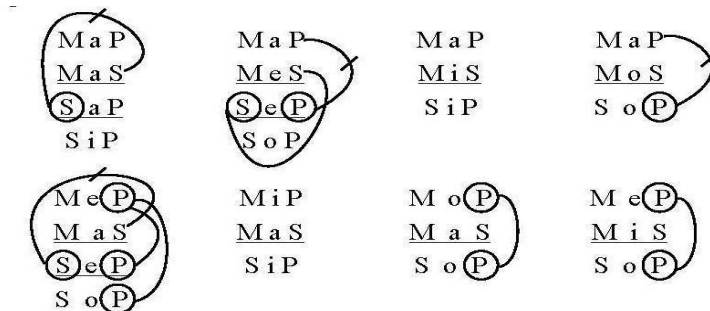 MaP MaP MaP MaP
MaS MeS MiS MoS
SaP SeP SiP SoP
SiP SoP
MeP MiP MoP MeP
MaS MaS MaS MiS
SeP SiP SoP SoP
SoP